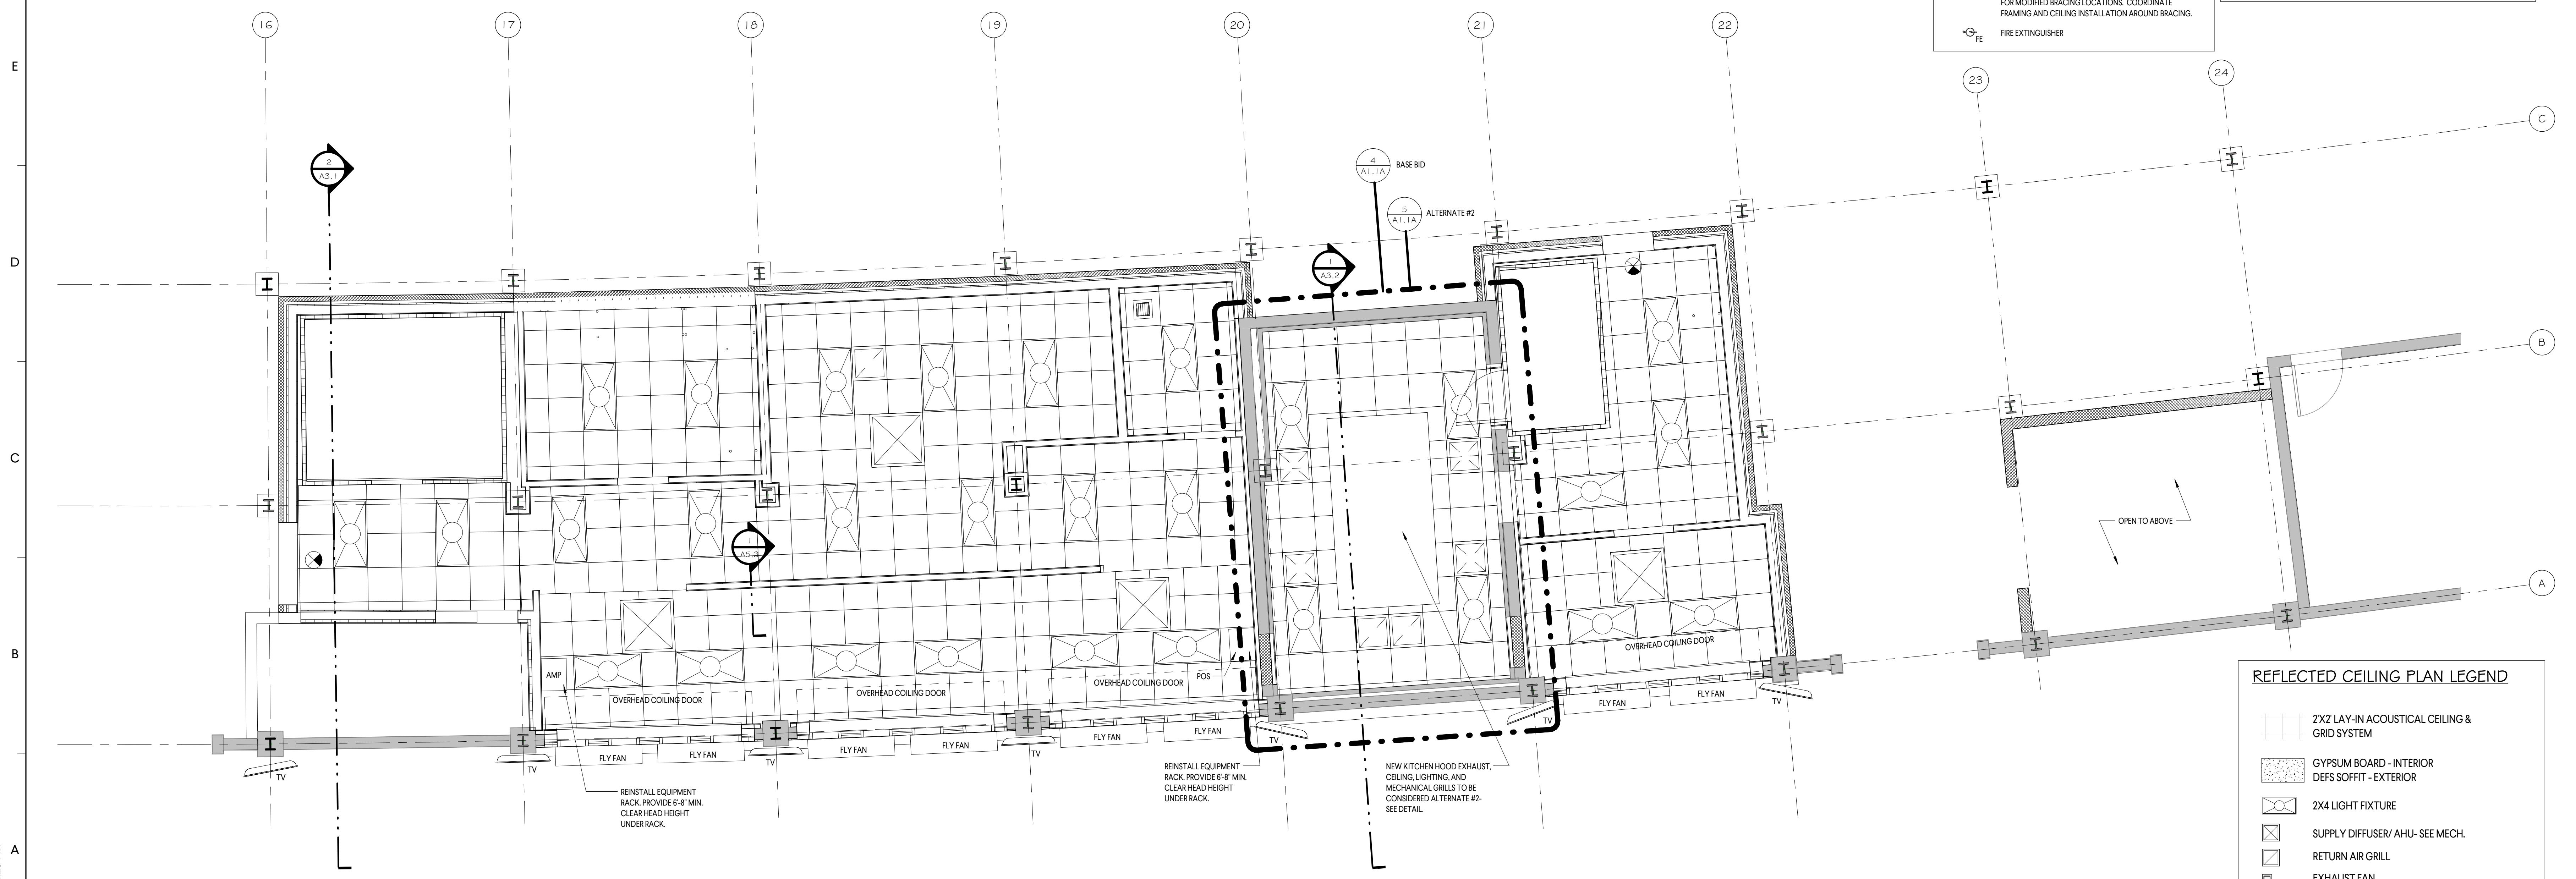 FOR MODIFIED BRACING LOCATIONS. COORDINATE
FRAMING AND CEILING INSTALLATION AROUND BRACING.
FE
FIRE EXTINGUISHER
16
17
18
19
20
21
22
23
24
E
D
C
B
A
C
B
A
2
A3.1
4
A1.1A
BASE BID
5
A1.1A
ALTERNATE #2
1
A3.2
1
OPEN TO ABOVE
AMP
POS
OVERHEAD COILING DOOR
OVERHEAD COILING DOOR
OVERHEAD COILING DOOR
OVERHEAD COILING DOOR
FLY FAN
FLY FAN
FLY FAN
FLY FAN
FLY FAN
FLY FAN
FLY FAN
FLY FAN
TV
TV
TV
TV
TV
TV
TV
REINSTALL EQUIPMENT
RACK. PROVIDE 6'-8" MIN.
CLEAR HEAD HEIGHT
UNDER RACK.
REINSTALL EQUIPMENT
RACK. PROVIDE 6'-8" MIN.
CLEAR HEAD HEIGHT
UNDER RACK.
NEW KITCHEN HOOD EXHAUST,
CEILING, LIGHTING, AND
MECHANICAL GRILLS TO BE
CONSIDERED ALTERNATE #2-
SEE DETAIL.
REFLECTED CEILING PLAN LEGEND
2'X2' LAY-IN ACOUSTICAL CEILING &
GRID SYSTEM
GYPSUM BOARD - INTERIOR
DEFS SOFFIT - EXTERIOR
2X4 LIGHT FIXTURE
SUPPLY DIFFUSER/ AHU- SEE MECH.
RETURN AIR GRILL
EXHAUST FAN